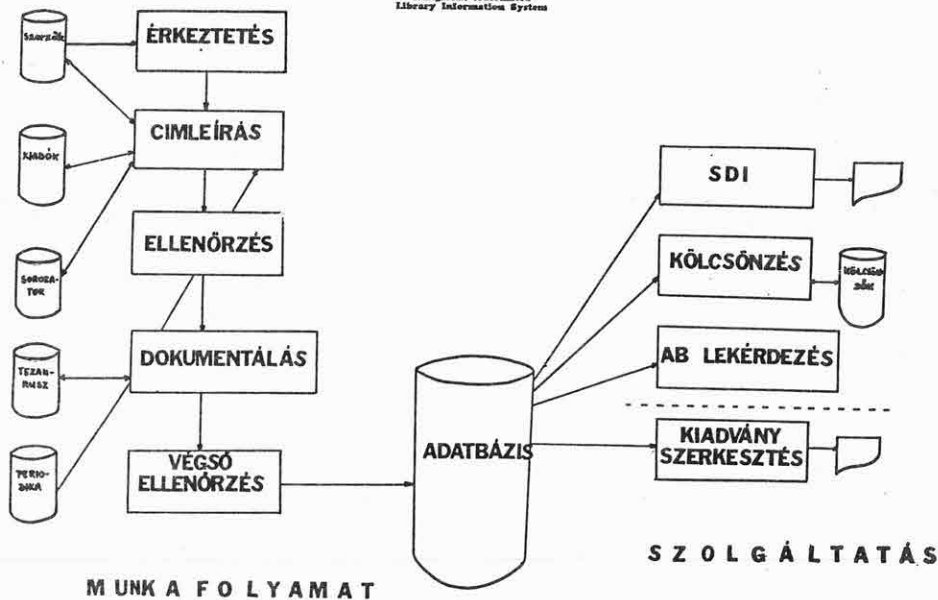 Library Information System
SZERZŐK
ÉRKEZTETÉS
CIMLEÍRÁS
KIADÓK
ELLENŐRZÉS
SOROZA-
TOK
DOKUMENTÁLÁS
TEZAU-
RUSZ
VÉGSŐ
ELLENŐRZÉS
PERIO-
DIKA
ADATBÁZIS
SDI
KÖLCSÖNZÉS
AB LEKÉRDEZÉS
KIADVÁNY
SZERKESZTÉS
MUNKAFOLYAMAT
SZOLGÁLTATÁS